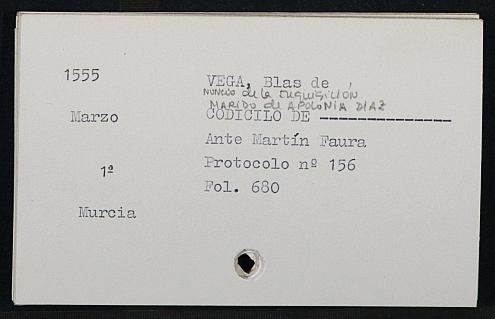 1555
VEGA, Blas de ,
NUNCIO de la Inquisición
MARIDO de APOLONIA DIAZ
Marzo
CODICILO DE ---------------
Ante Martín Faura
1º
Protocolo nº 156
Fol. 680
Murcia